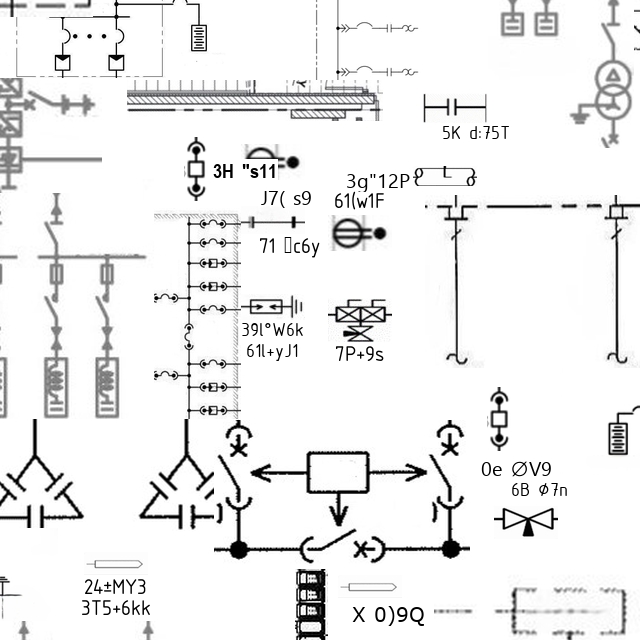 5K d:75T
3H "s11
3g"12P
L
J7( s9
61(w1F
71 c6y
39l°W6k
61l+yJ1
7P+9s
0e ∅V9
6B ∅7n
24±MY3
3T5+6kk
X 0)9Q